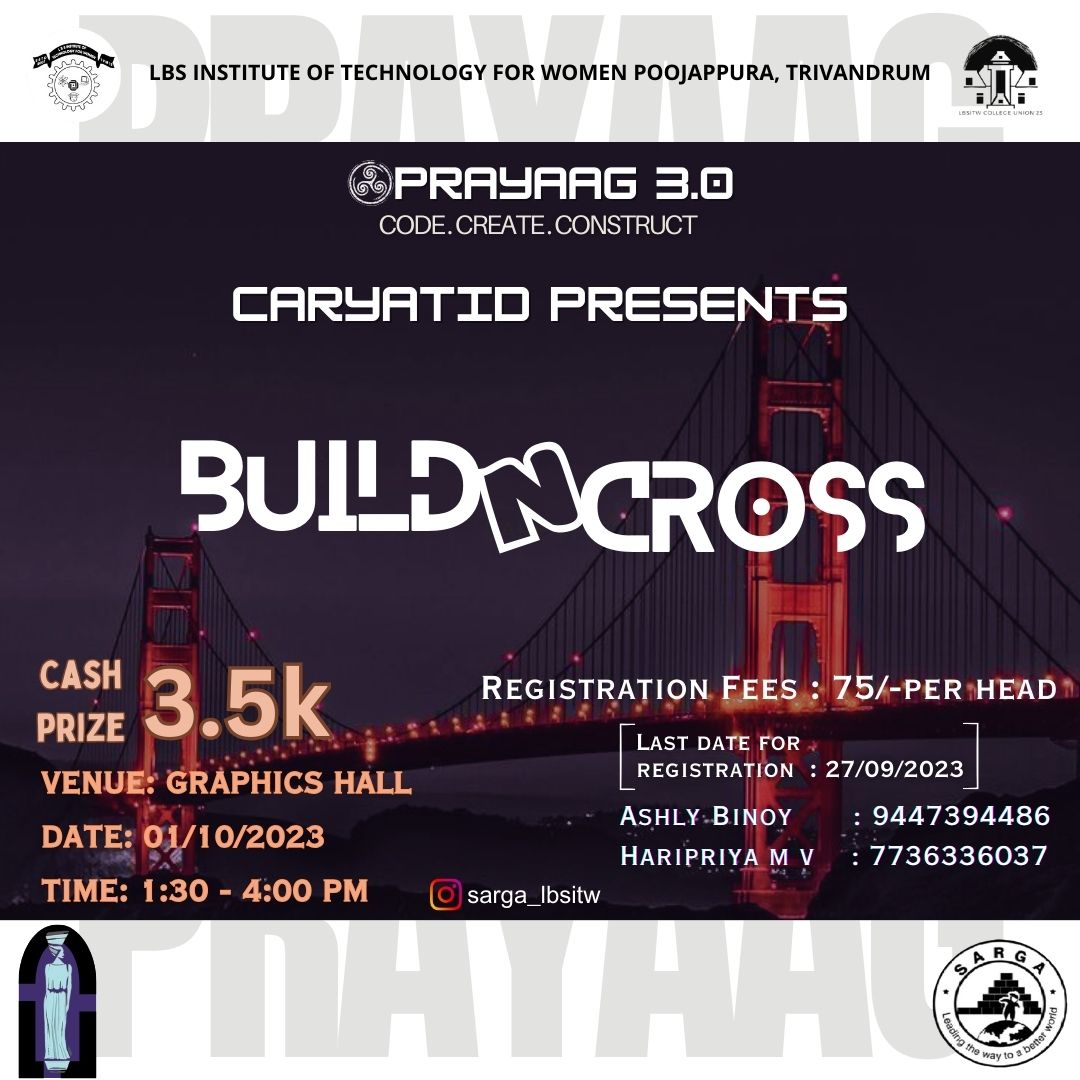 PRAYAAG
LBS INSTITUTE OF TECHNOLOGY FOR WOMEN POOJAPPURA, TRIVANDRUM
LBSITW COLLEGE UNION'23
PRAYAAG 3.0
CODE.CREATE.CONSTRUCT
CARYATID PRESENTS
BUILD N CROSS
CASH
PRIZE 3.5k
VENUE: GRAPHICS HALL
DATE: 01/10/2023
TIME: 1:30 - 4:00 PM
REGISTRATION FEES : 75/-PER HEAD
LAST DATE FOR
REGISTRATION : 27/09/2023
ASHLY BINOY : 9447394486
HARIPRIYA M V : 7736336037
sarga_lbsitw
PRAYAAG
SARGA
Leading the way to a better world